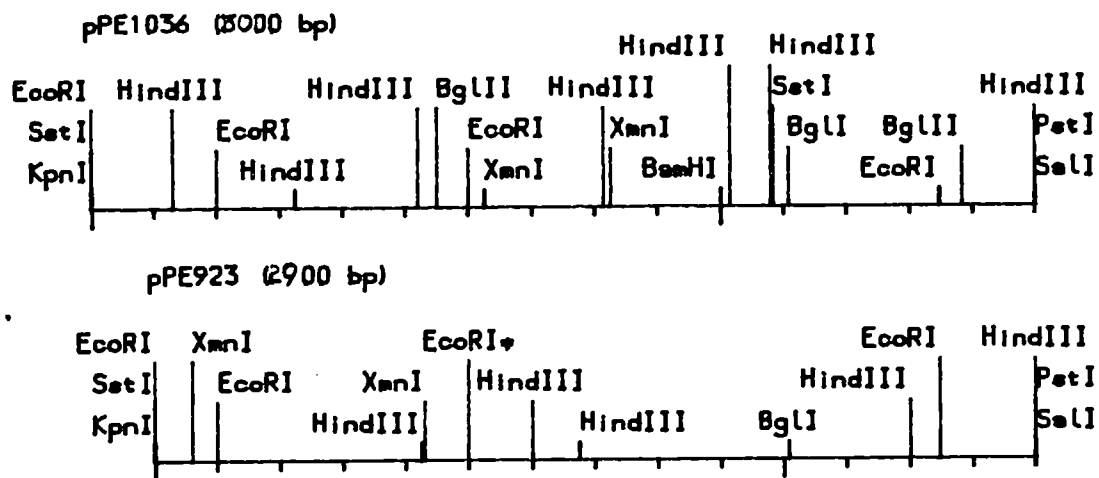 pPE1036 (3000 bp)
HindIII HindIII
EcoRI HindIII HindIII BglII HindIII SstI HindIII
SstI EcoRI EcoRI XmnI BglI BglII PstI
KpnI HindIII XmnI BamHI EcoRI SalI
pPE923 (2900 bp)
EcoRI XmnI EcoRI* EcoRI HindIII
SstI EcoRI XmnI HindIII HindIII PstI
KpnI HindIII HindIII BglI SalI